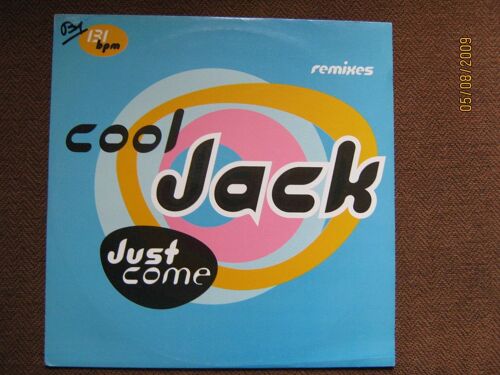 131
bpm
remixes
cool
Jack
Just
come
05/08/2009